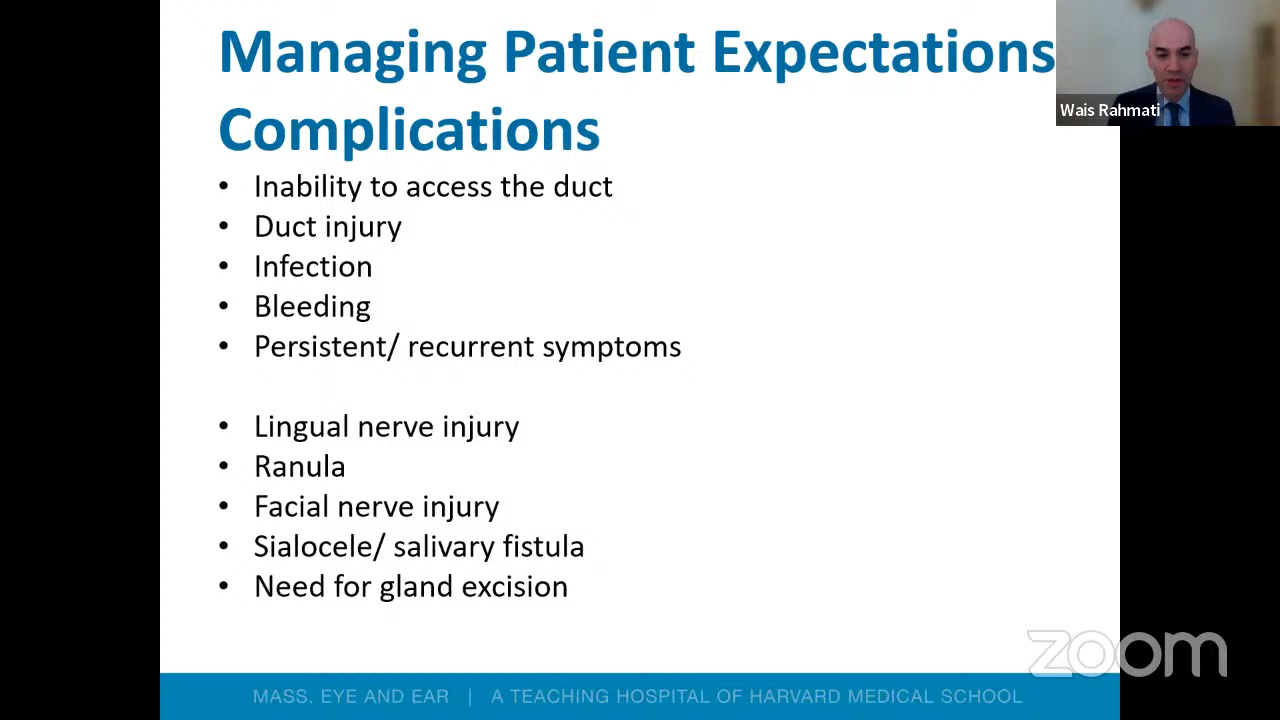 Managing Patient Expectations
Complications
Wais Rahmati
• Inability to access the duct
• Duct injury
• Infection
• Bleeding
• Persistent/ recurrent symptoms
• Lingual nerve injury
• Ranula
• Facial nerve injury
• Sialocele/ salivary fistula
• Need for gland excision
zoom
MASS. EYE AND EAR | A TEACHING HOSPITAL OF HARVARD MEDICAL SCHOOL